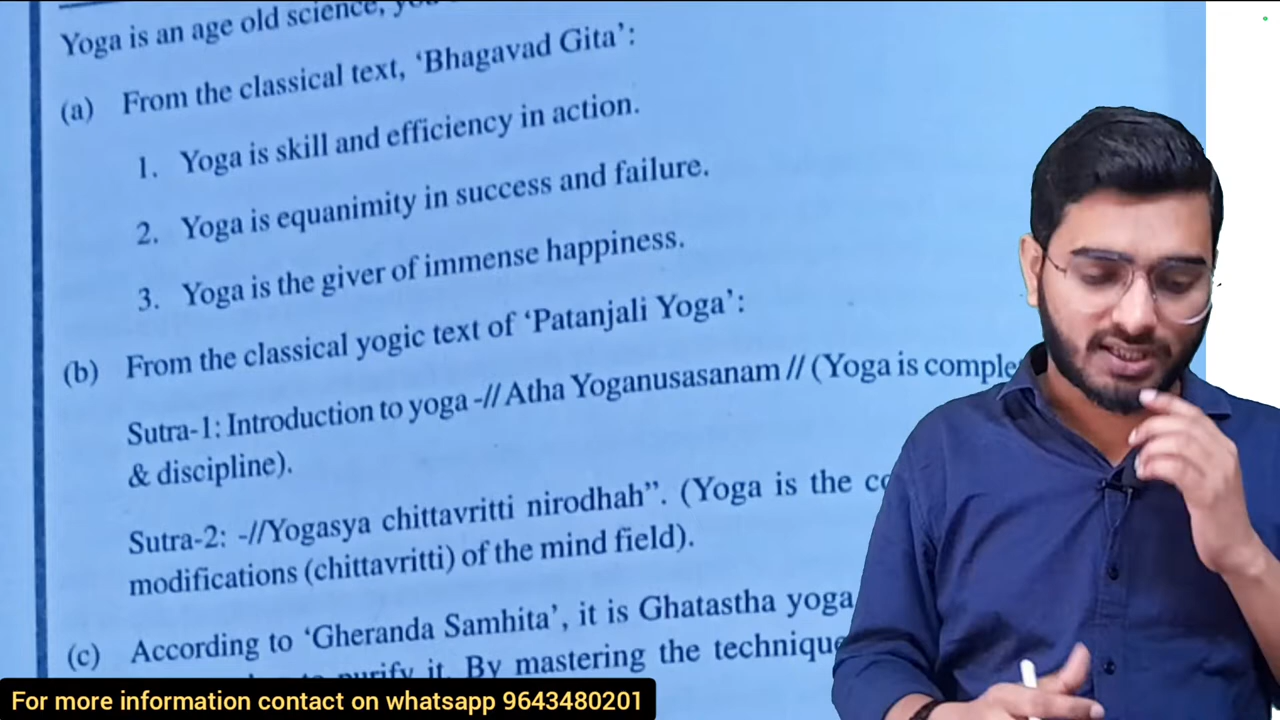 Yoga is an age old science,
(a) From the classical text, ‘Bhagavad Gita’:
1. Yoga is skill and efficiency in action.
2. Yoga is equanimity in success and failure.
3. Yoga is the giver of immense happiness.
(b) From the classical yogic text of ‘Patanjali Yoga’:
Sutra-1: Introduction to yoga -// Atha Yoganusasanam // (Yoga is
& discipline).
Sutra-2: -//Yogasya chittavritti nirodhah”. (Yoga is the
modifications (chittavritti) of the mind field).
(c) According to ‘Gheranda Samhita’, it is Ghatastha yoga
purify it. By mastering the
For more information contact on whatsapp 9643480201